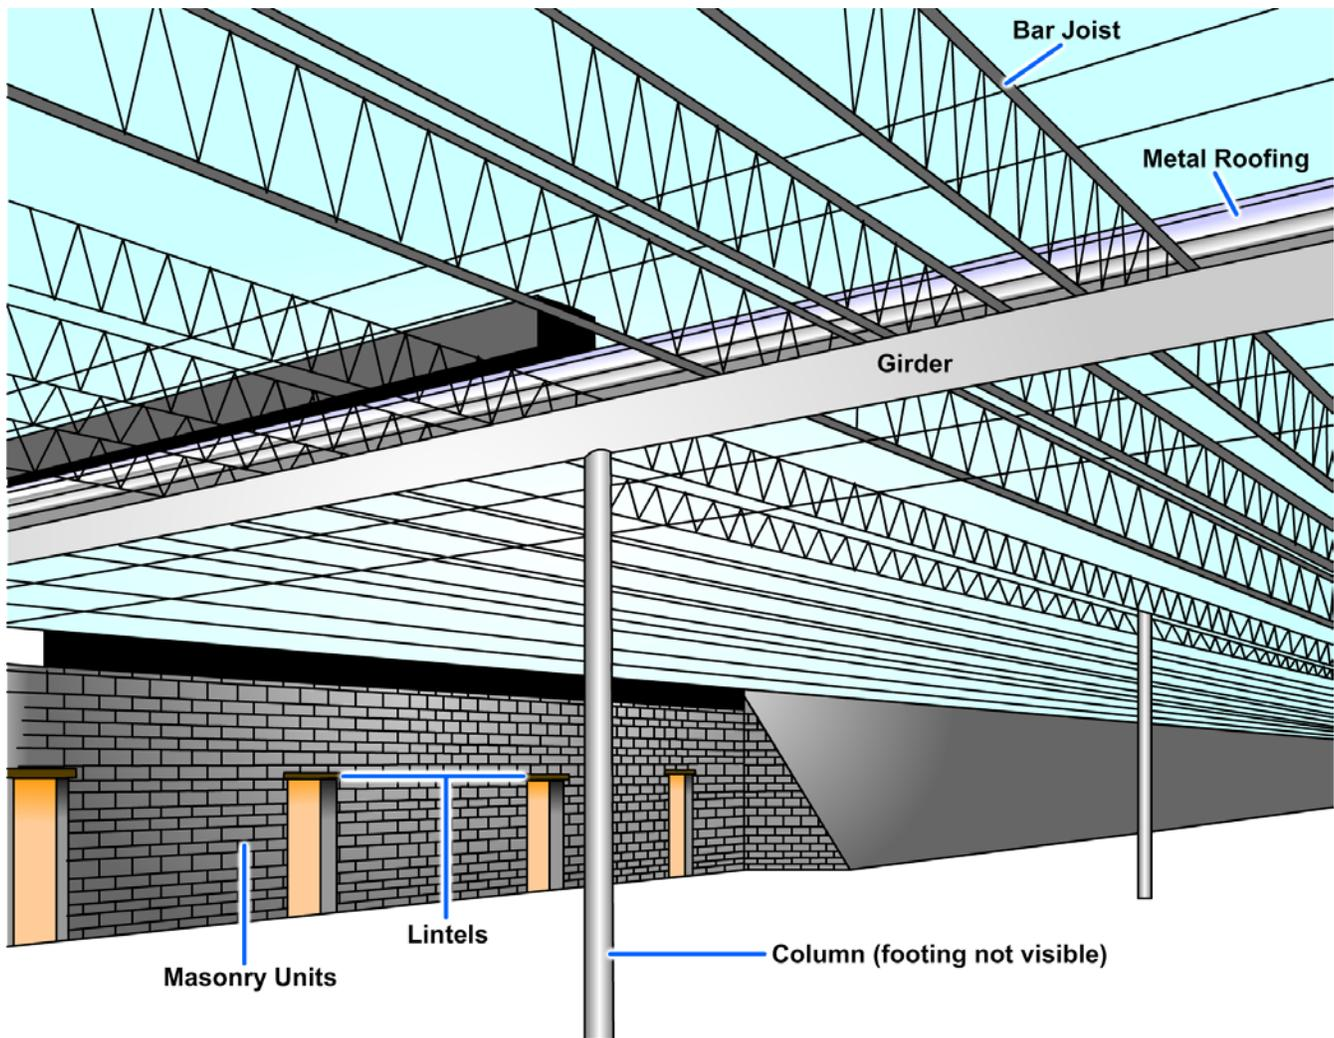 Bar Joist
Metal Roofing
Girder
Lintels
Column (footing not visible)
Masonry Units